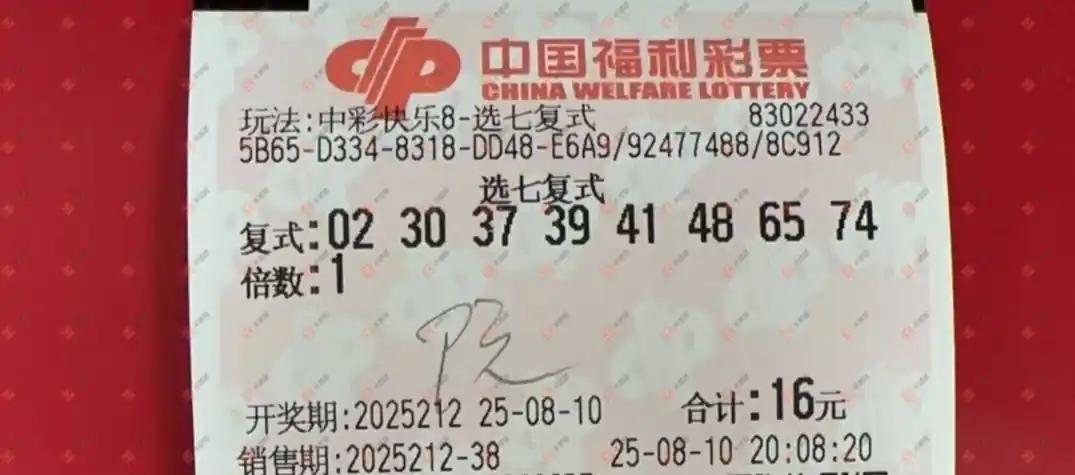 中国福利彩票
CHINA WELFARE LOTTERY
玩法:中彩快乐8-选七复式 83022433
5B65-D334-8318-DD48-E6A9/92477488/8C912
选七复式
复式:02 30 37 39 41 48 65 74
倍数:1
开奖期:2025212 25-08-10 合计:16元
销售期:2025212-38 25-08-10 20:08:20